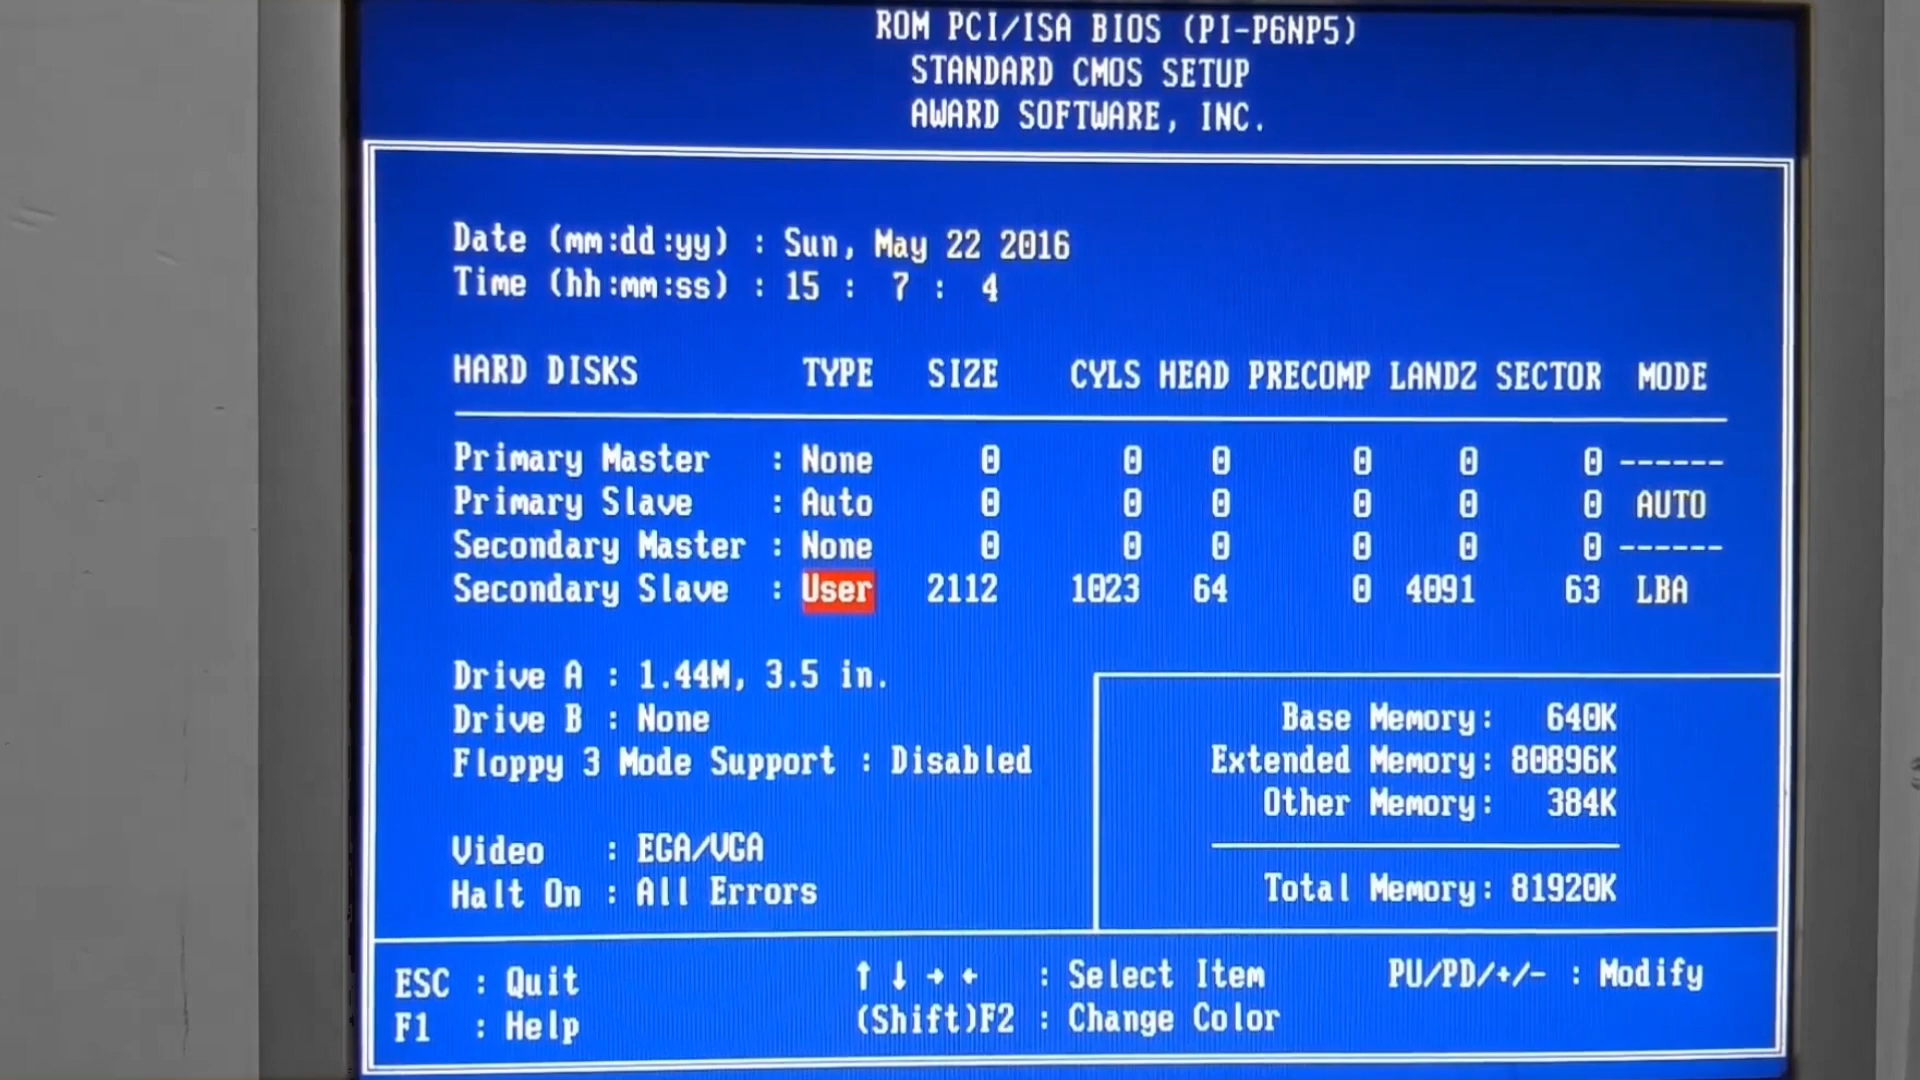 ROM PCI/ISA BIOS (PI-P6NP5)
STANDARD CMOS SETUP
AWARD SOFTWARE, INC.
Date (mm:dd:yy) : Sun, May 22 2016
Time (hh:mm:ss) : 15 : 7 : 4
HARD DISKS TYPE SIZE CYLS HEAD PRECOMP LANDZ SECTOR MODE
Primary Master : None 0 0 0 0 0 0 ------
Primary Slave : Auto 0 0 0 0 0 0 AUTO
Secondary Master : None 0 0 0 0 0 0 ------
Secondary Slave : User 2112 1023 64 0 4091 63 LBA
Drive A : 1.44M, 3.5 in.
Drive B : None
Floppy 3 Mode Support : Disabled
Video : EGA/VGA
Halt On : All Errors
Base Memory: 640K
Extended Memory: 80896K
Other Memory: 384K
Total Memory: 81920K
ESC : Quit ↑ ↓ → ← : Select Item PU/PD/+/- : Modify
F1 : Help (Shift)F2 : Change Color